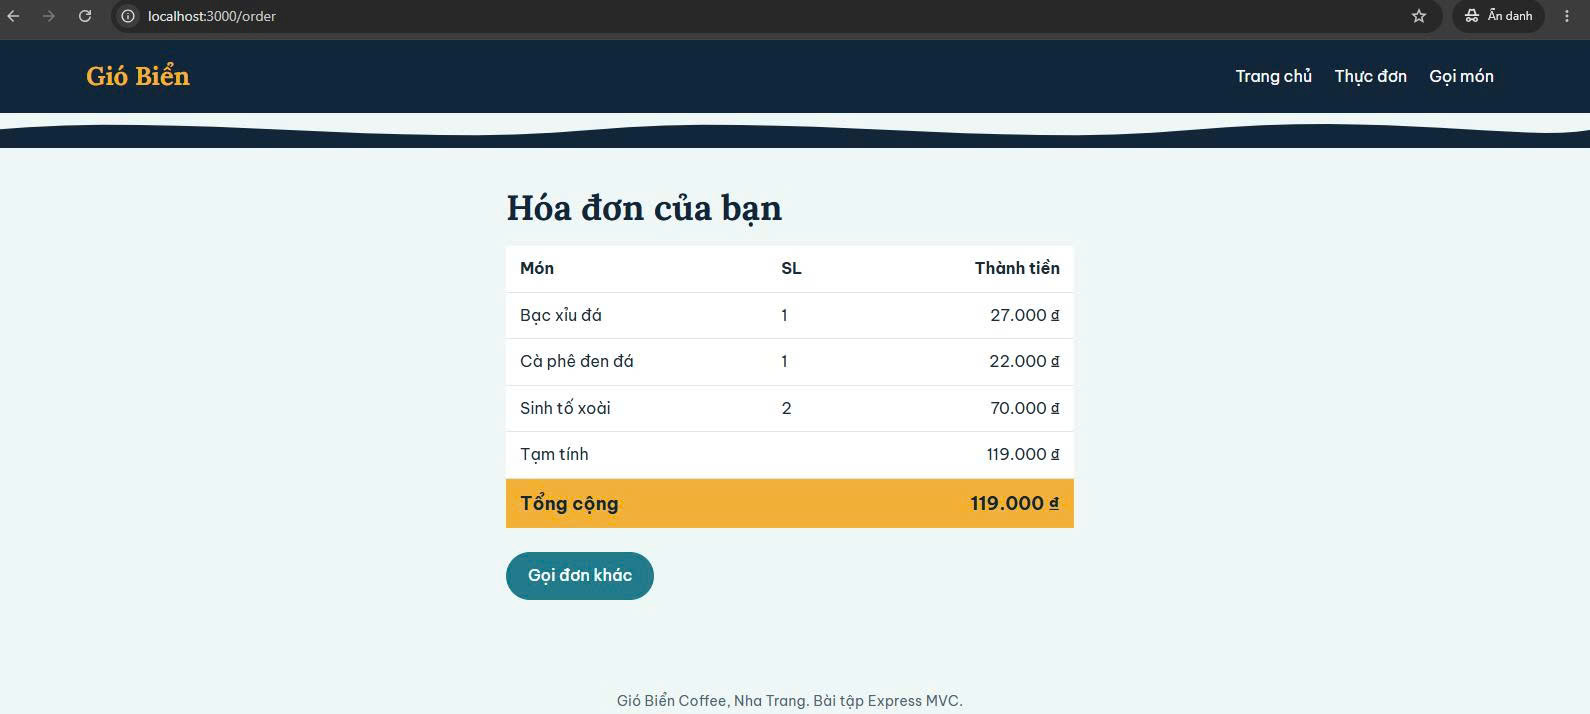 localhost:3000/order
Ẩn danh
Gió Biển
Trang chủ Thực đơn Gọi món
Hóa đơn của bạn
Món SL Thành tiền
Bạc xỉu đá 1 27.000 ₫
Cà phê đen đá 1 22.000 ₫
Sinh tố xoài 2 70.000 ₫
Tạm tính 119.000 ₫
Tổng cộng 119.000 ₫
Gọi đơn khác
Gió Biển Coffee, Nha Trang. Bài tập Express MVC.